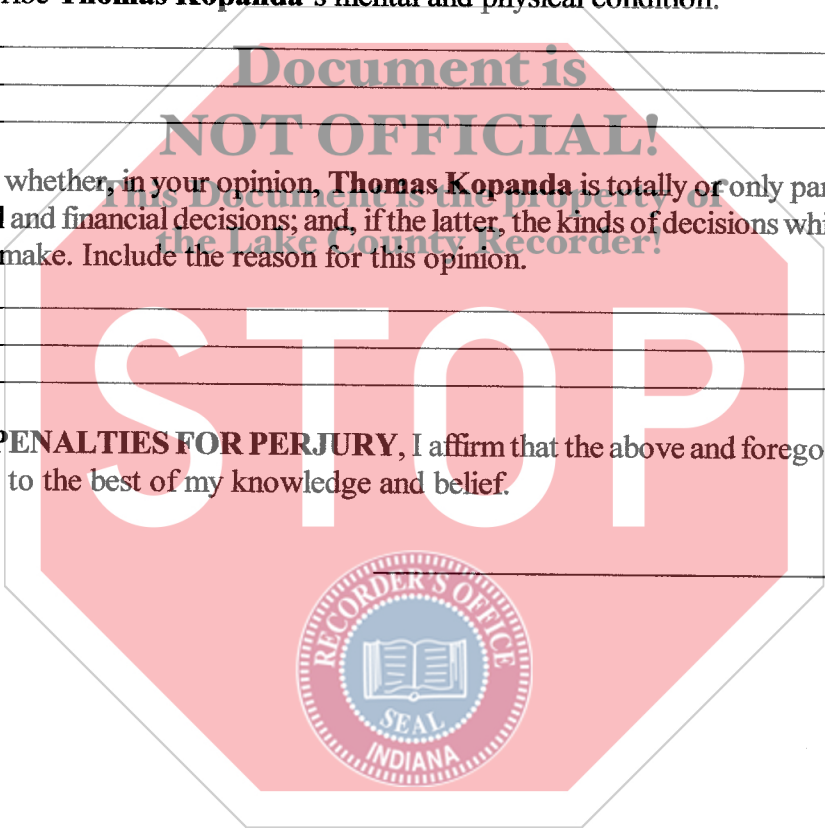 Thomas Kopanda's mental and physical condition.
Document is
NOT OFFICIAL!
whether, in your opinion, Thomas Kopanda is totally or only par
This Document is the property of
and financial decisions; and, if the latter, the kinds of decisions whi
the Lake County Recorder!
make. Include the reason for this opinion.
STOP
PENALTIES FOR PERJURY, I affirm that the above and forego
to the best of my knowledge and belief.
RECORDER'S OFFICE
SEAL
INDIANA